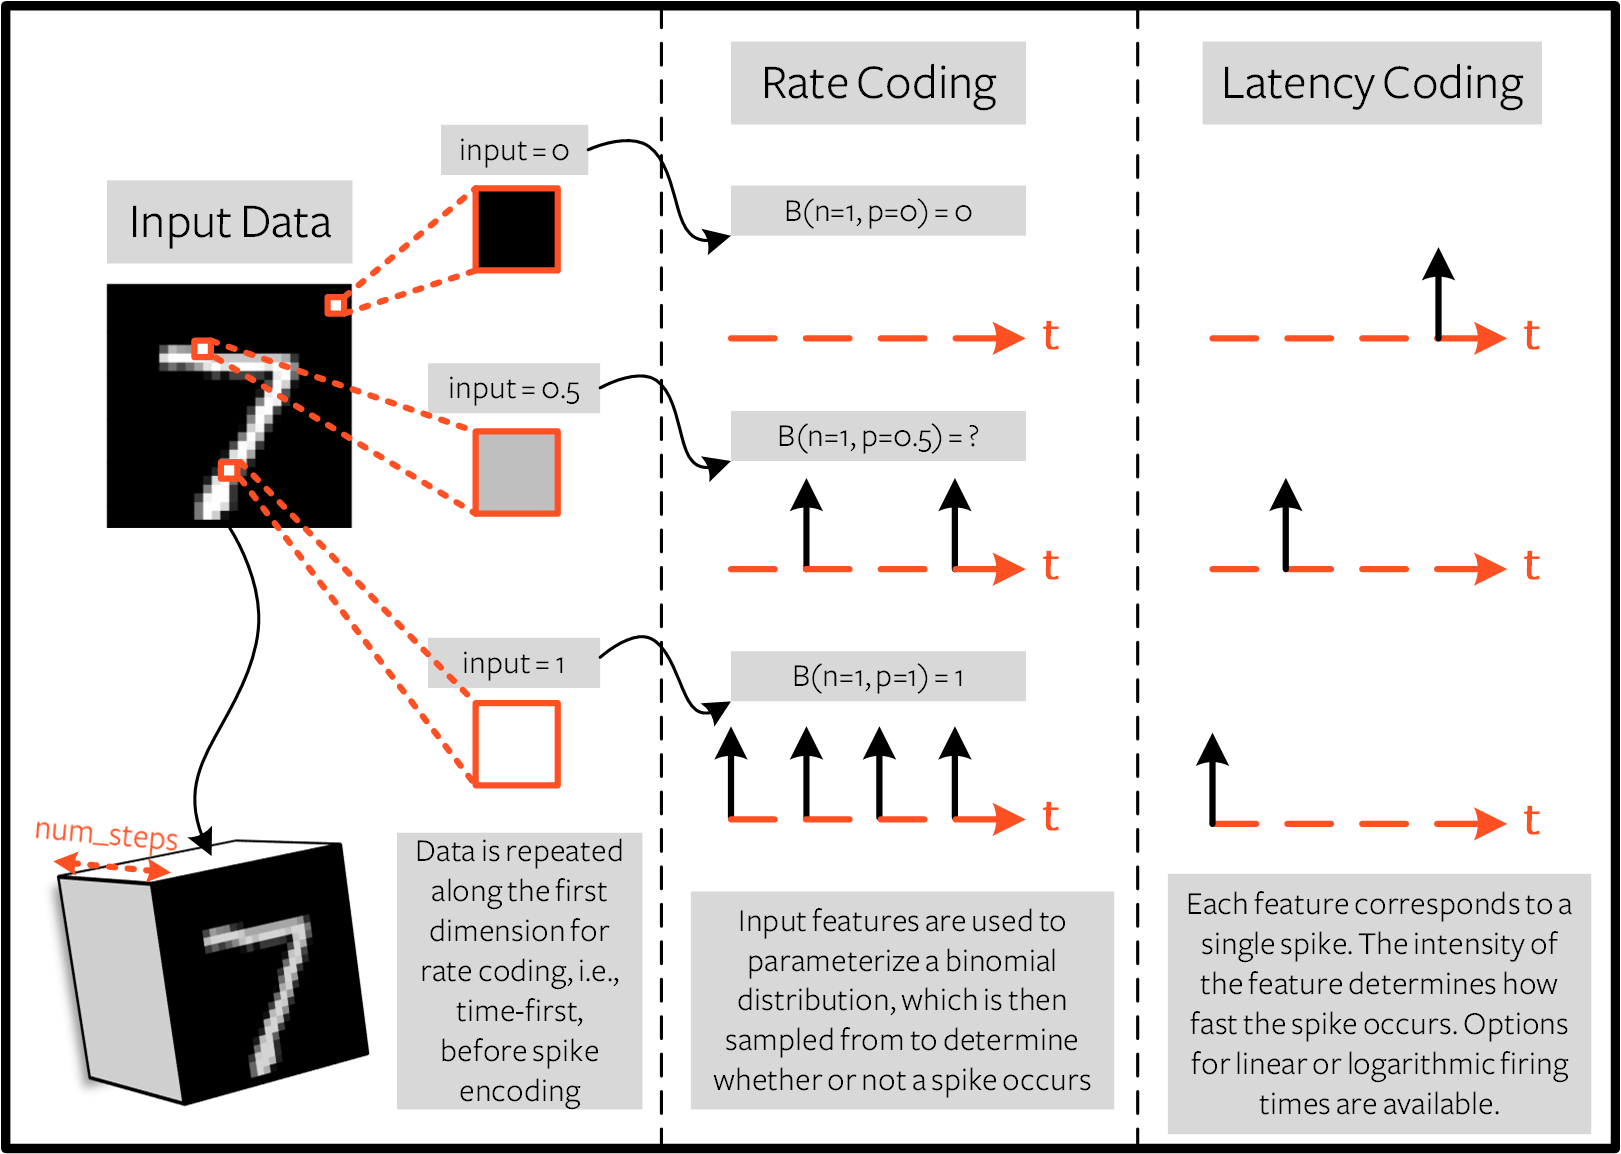 Input Data
input = 0
input = 0.5
input = 1
num_steps
Data is repeated
along the first
dimension for
rate coding, i.e.,
time-first,
before spike
encoding
Rate Coding
B(n=1, p=0) = 0
t
B(n=1, p=0.5) = ?
t
B(n=1, p=1) = 1
t
Input features are used to
parameterize a binomial
distribution, which is then
sampled from to determine
whether or not a spike occurs
Latency Coding
t
t
t
Each feature corresponds to a
single spike. The intensity of
the feature determines how
fast the spike occurs. Options
for linear or logarithmic firing
times are available.